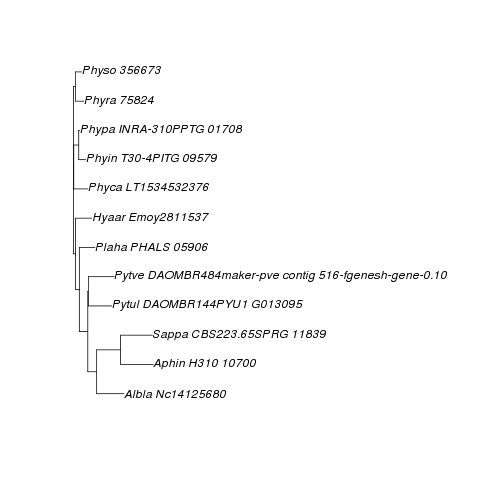 Physo 356673
Phyra 75824
Phypa INRA-310PPTG 01708
Phyin T30-4PITG 09579
Phyca LT1534532376
Hyaar Emoy2811537
Plaha PHALS 05906
Pytve DAOMBR484maker-pve contig 516-fgenesh-gene-0.10
Pytul DAOMBR144PYU1 G013095
Sappa CBS223.65SPRG 11839
Aphin H310 10700
Albla Nc14125680